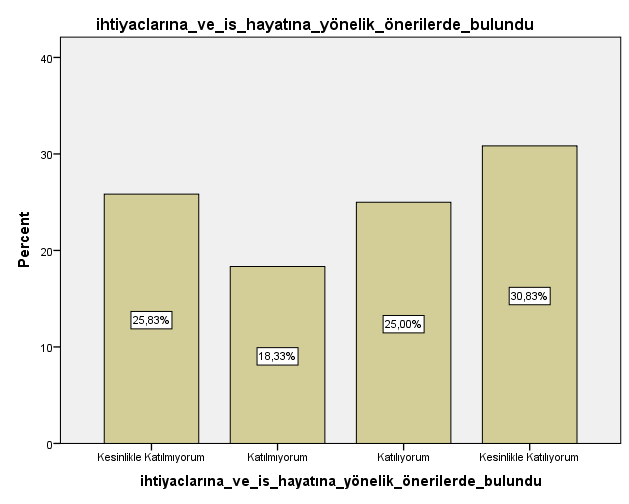 ihtiyaclarına_ve_is_hayatına_yönelik_önerilerde_bulundu
40
30
20
10
0
Percent
25,83%
18,33%
25,00%
30,83%
Kesinlikle Katılmıyorum
Katılmıyorum
Katılıyorum
Kesinlikle Katılıyorum
ihtiyaclarına_ve_is_hayatına_yönelik_önerilerde_bulundu